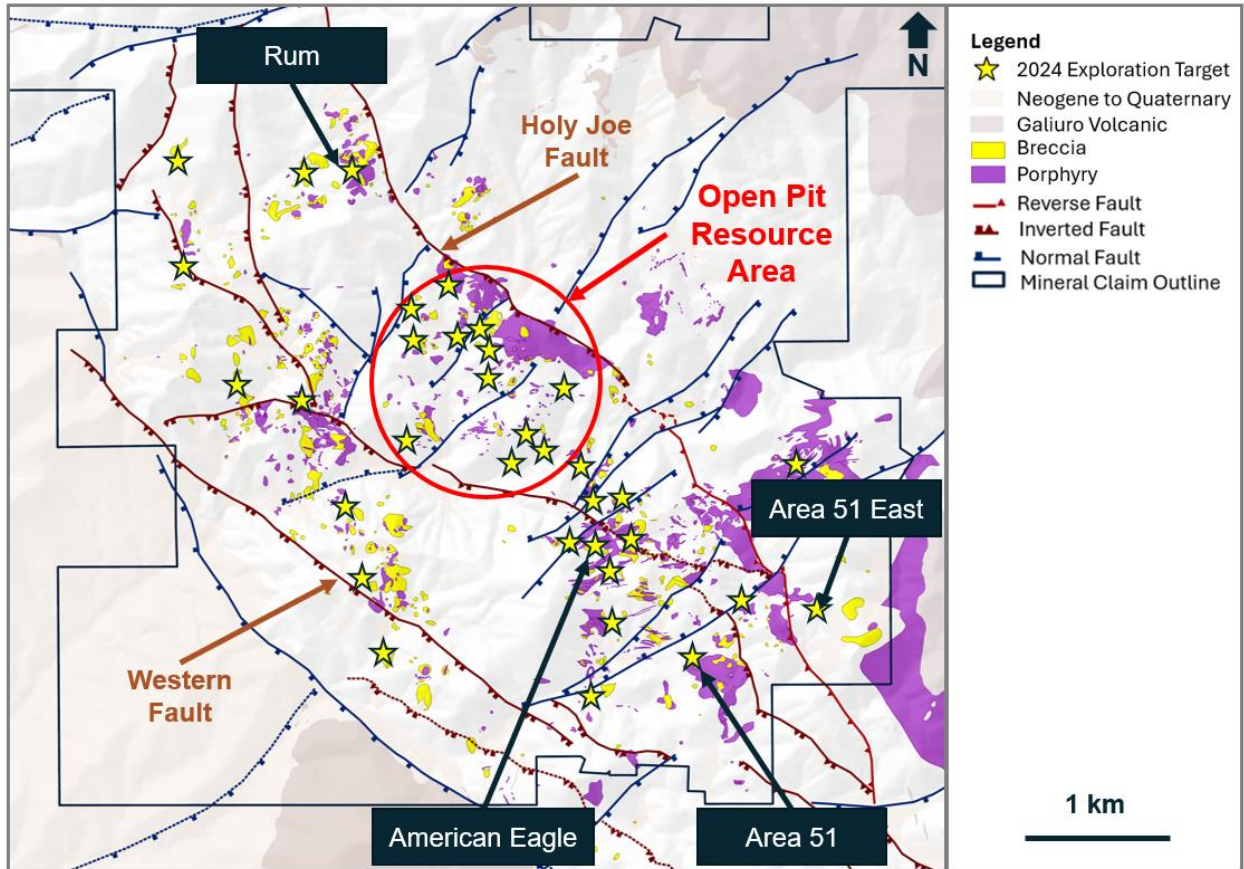 Rum
Holy Joe
Fault
Open Pit
Resource
Area
Area 51 East
Western
Fault
American Eagle
Area 51
N
Legend
2024 Exploration Target
Neogene to Quaternary
Galiuro Volcanic
Breccia
Porphyry
Reverse Fault
Inverted Fault
Normal Fault
Mineral Claim Outline
1 km